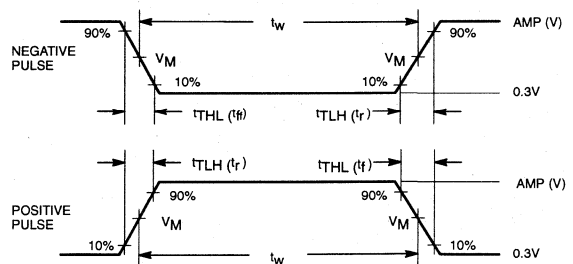 tw
AMP (V)
90%
90%
NEGATIVE
PULSE
VM
VM
10%
10%
0.3V
tTHL (tff)
tTLH (tr)
tTLH (tr)
tTHL (tf)
AMP (V)
90%
90%
POSITIVE
PULSE
VM
VM
10%
10%
tw
0.3V